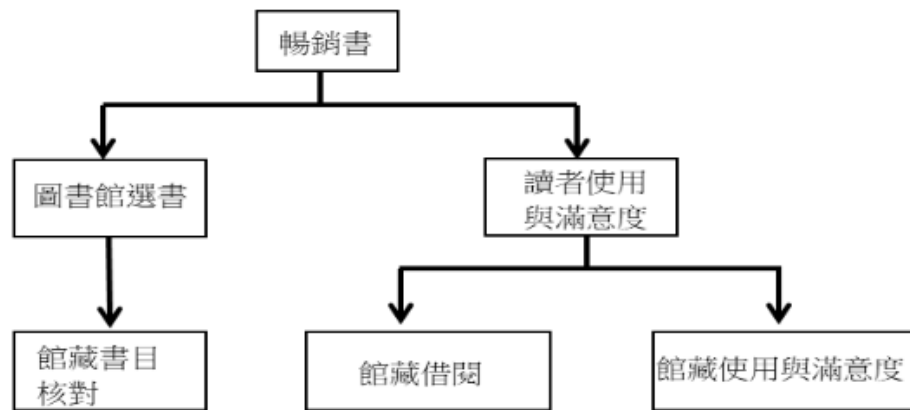 暢銷書
圖書館選書
讀者使用
與滿意度
館藏書目
核對
館藏借閱
館藏使用與滿意度